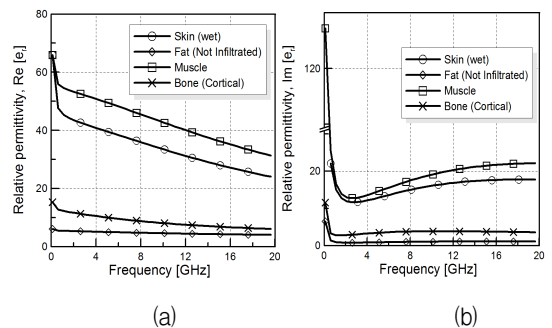 80
60
40
20
0
Relative permittivity, Re [eᵣ]
Skin (wet)
Fat (Not Infiltrated)
Muscle
Bone (Cortical)
0 4 8 12 16 20
Frequency [GHz]
(a)
120
20
0
Relative permittivity, Im [eᵣ]
Skin (wet)
Fat (Not Infiltrated)
Muscle
Bone (Cortical)
0 4 8 12 16 20
Frequency [GHz]
(b)